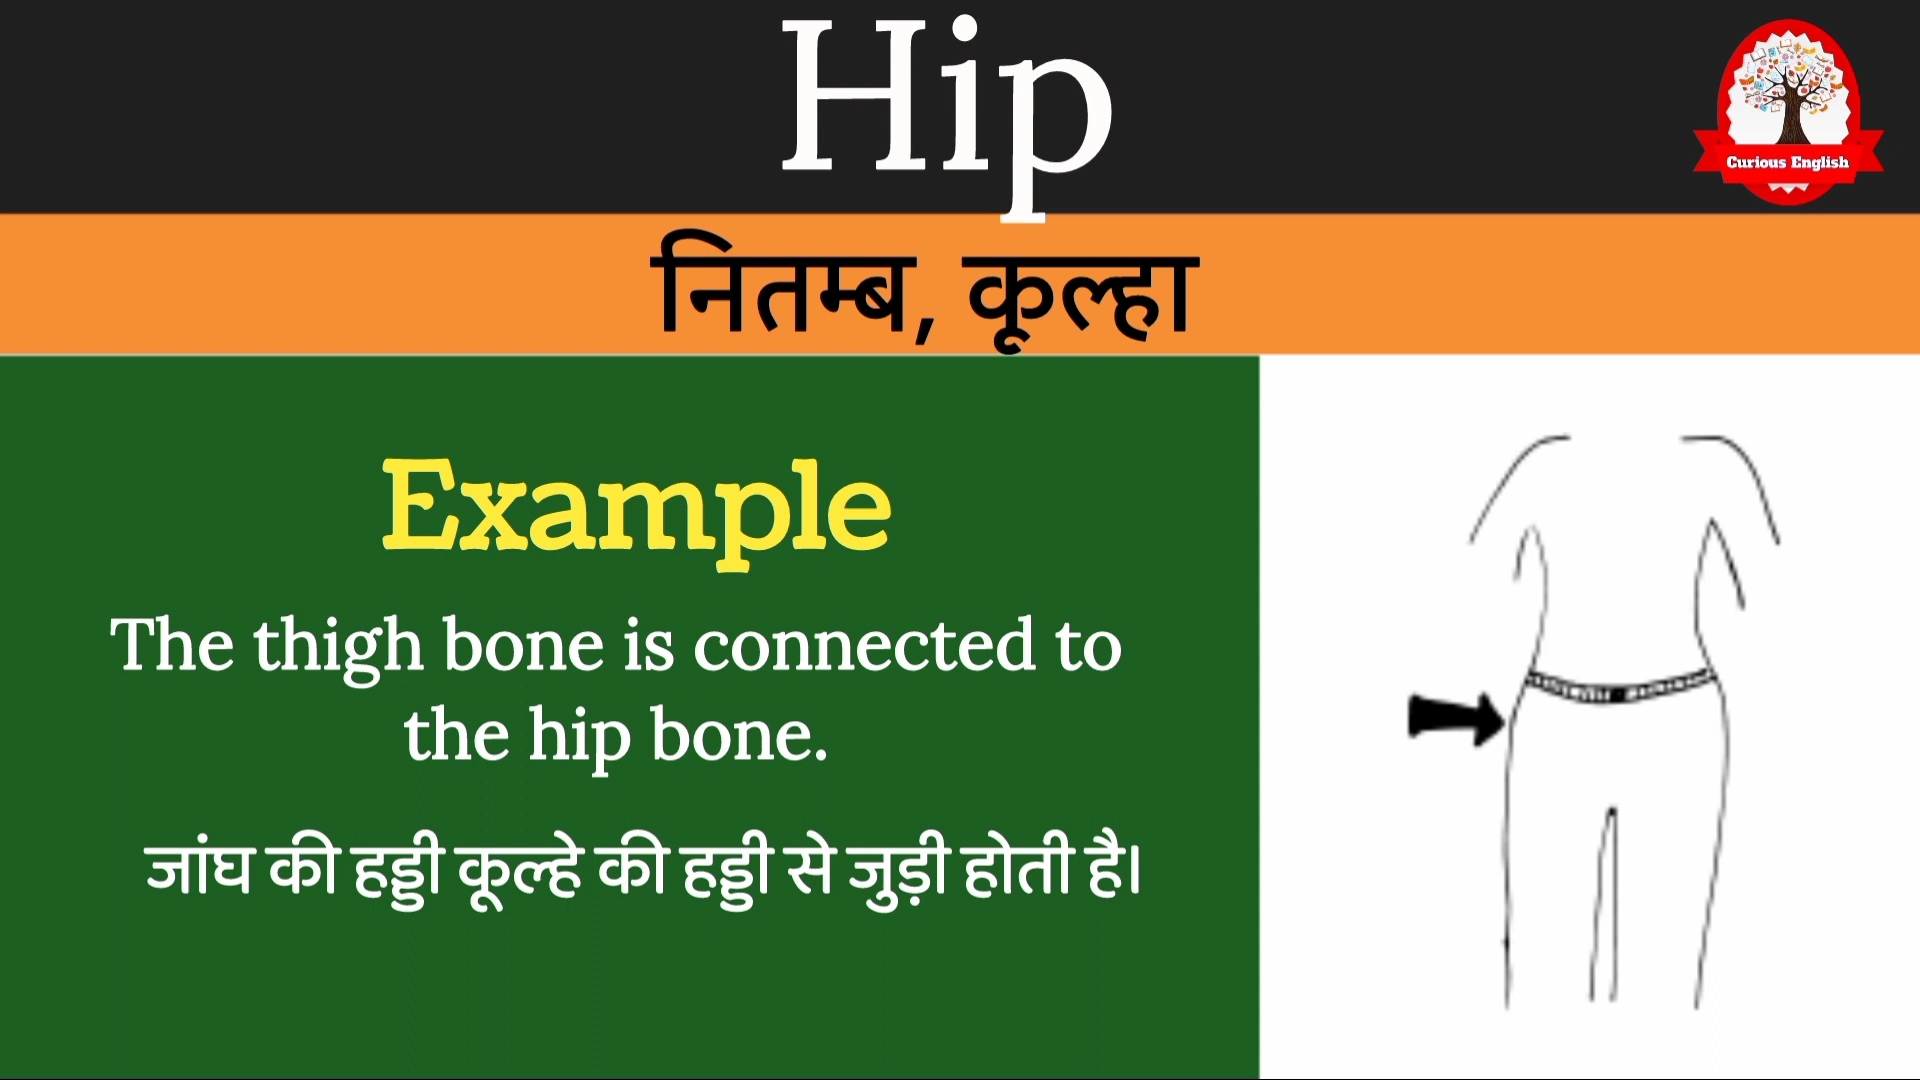 Hip
Curious English
नितम्ब, कूल्हा
Example
The thigh bone is connected to
the hip bone.
जांघ की हड्डी कूल्हे की हड्डी से जुड़ी होती है।